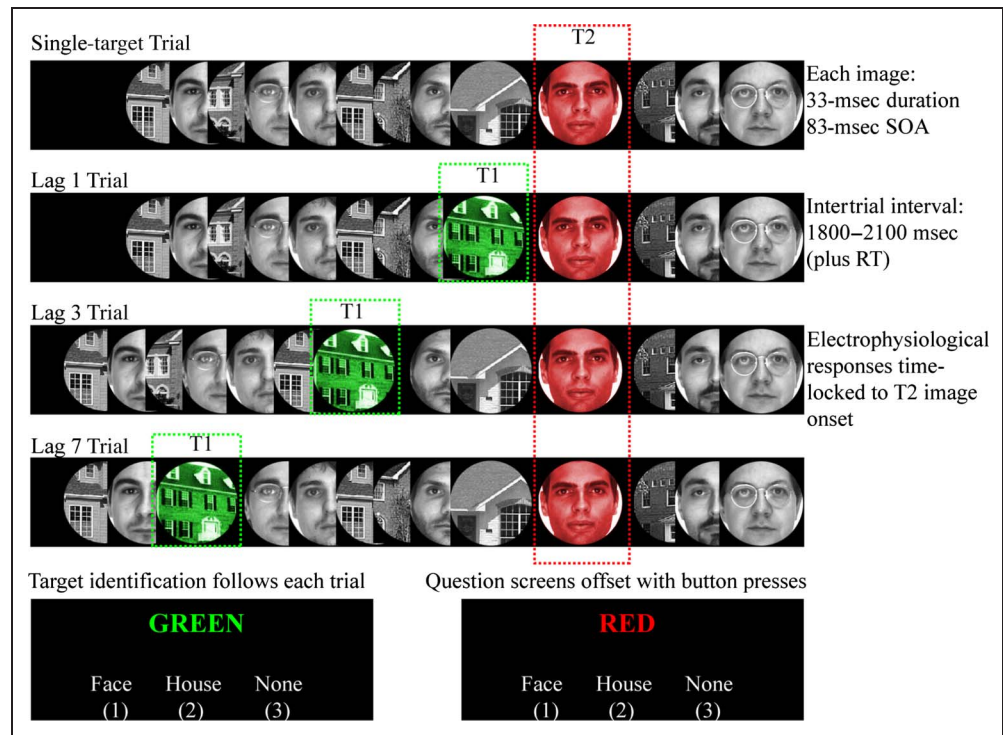 Single-target Trial
T2
Each image:
33-msec duration
83-msec SOA
Lag 1 Trial
T1
Intertrial interval:
1800–2100 msec
(plus RT)
Lag 3 Trial
T1
Electrophysiological
responses time-
locked to T2 image
onset
Lag 7 Trial
T1
Target identification follows each trial
Question screens offset with button presses
GREEN
Face House None
(1) (2) (3)
RED
Face House None
(1) (2) (3)